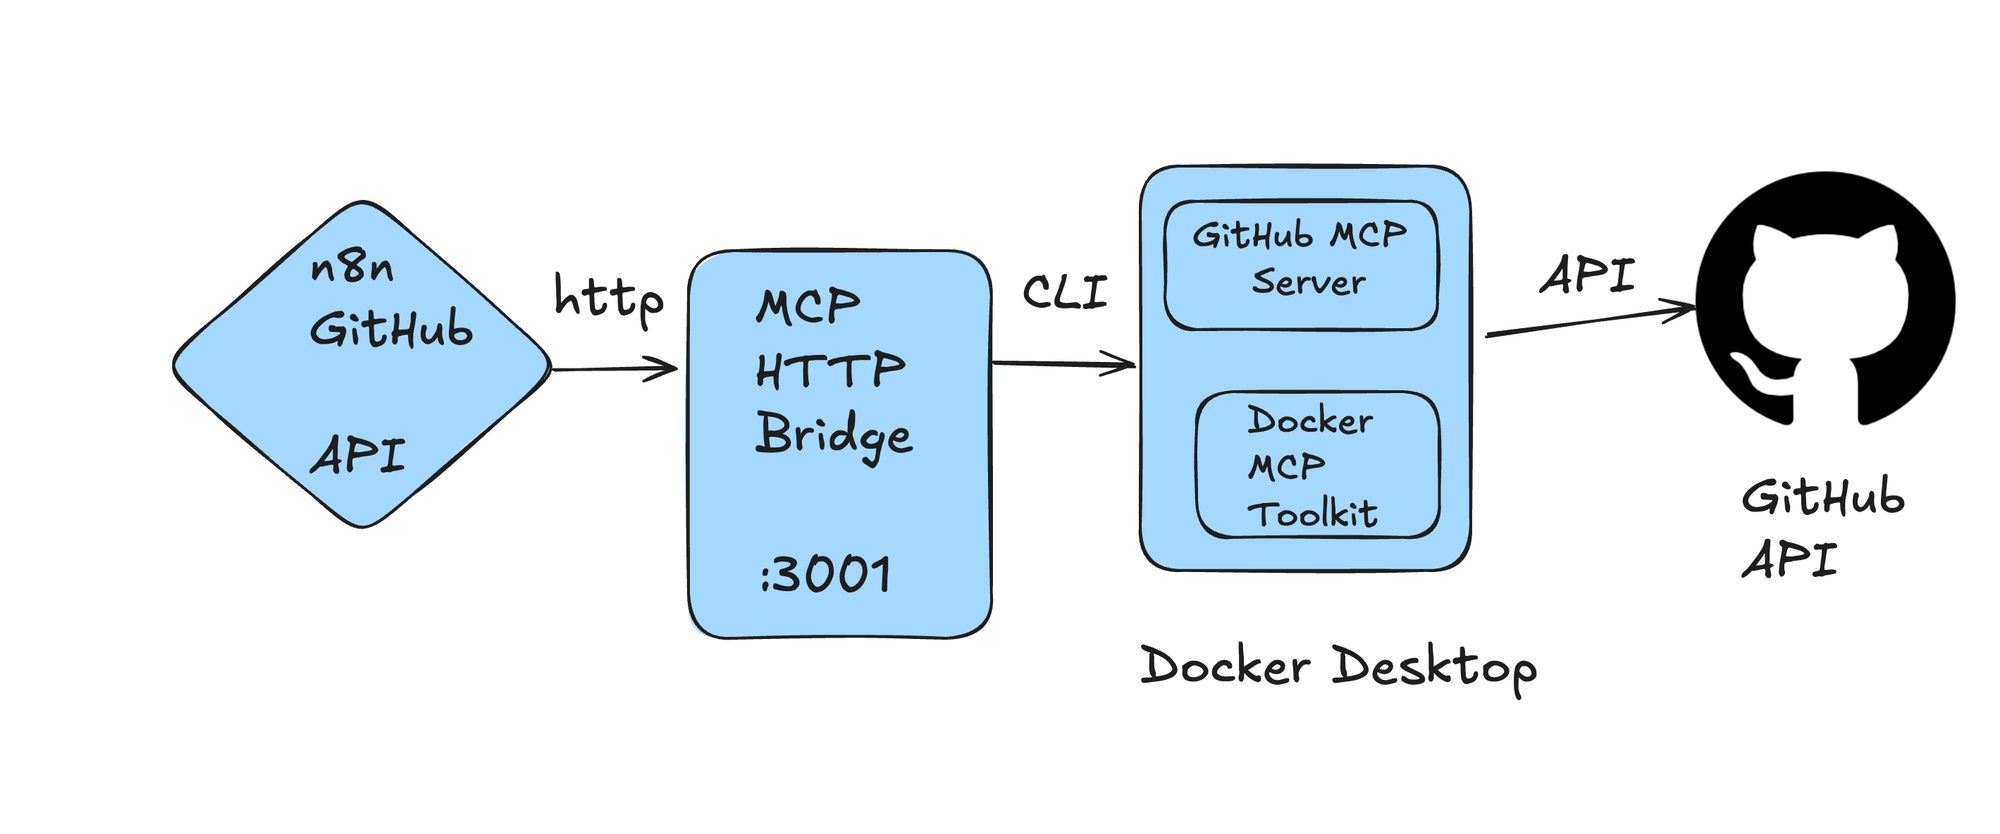 n8n
GitHub
API
http
MCP
HTTP
Bridge
:3001
CLI
GitHub MCP
Server
Docker
MCP
Toolkit
Docker Desktop
API
GitHub
API